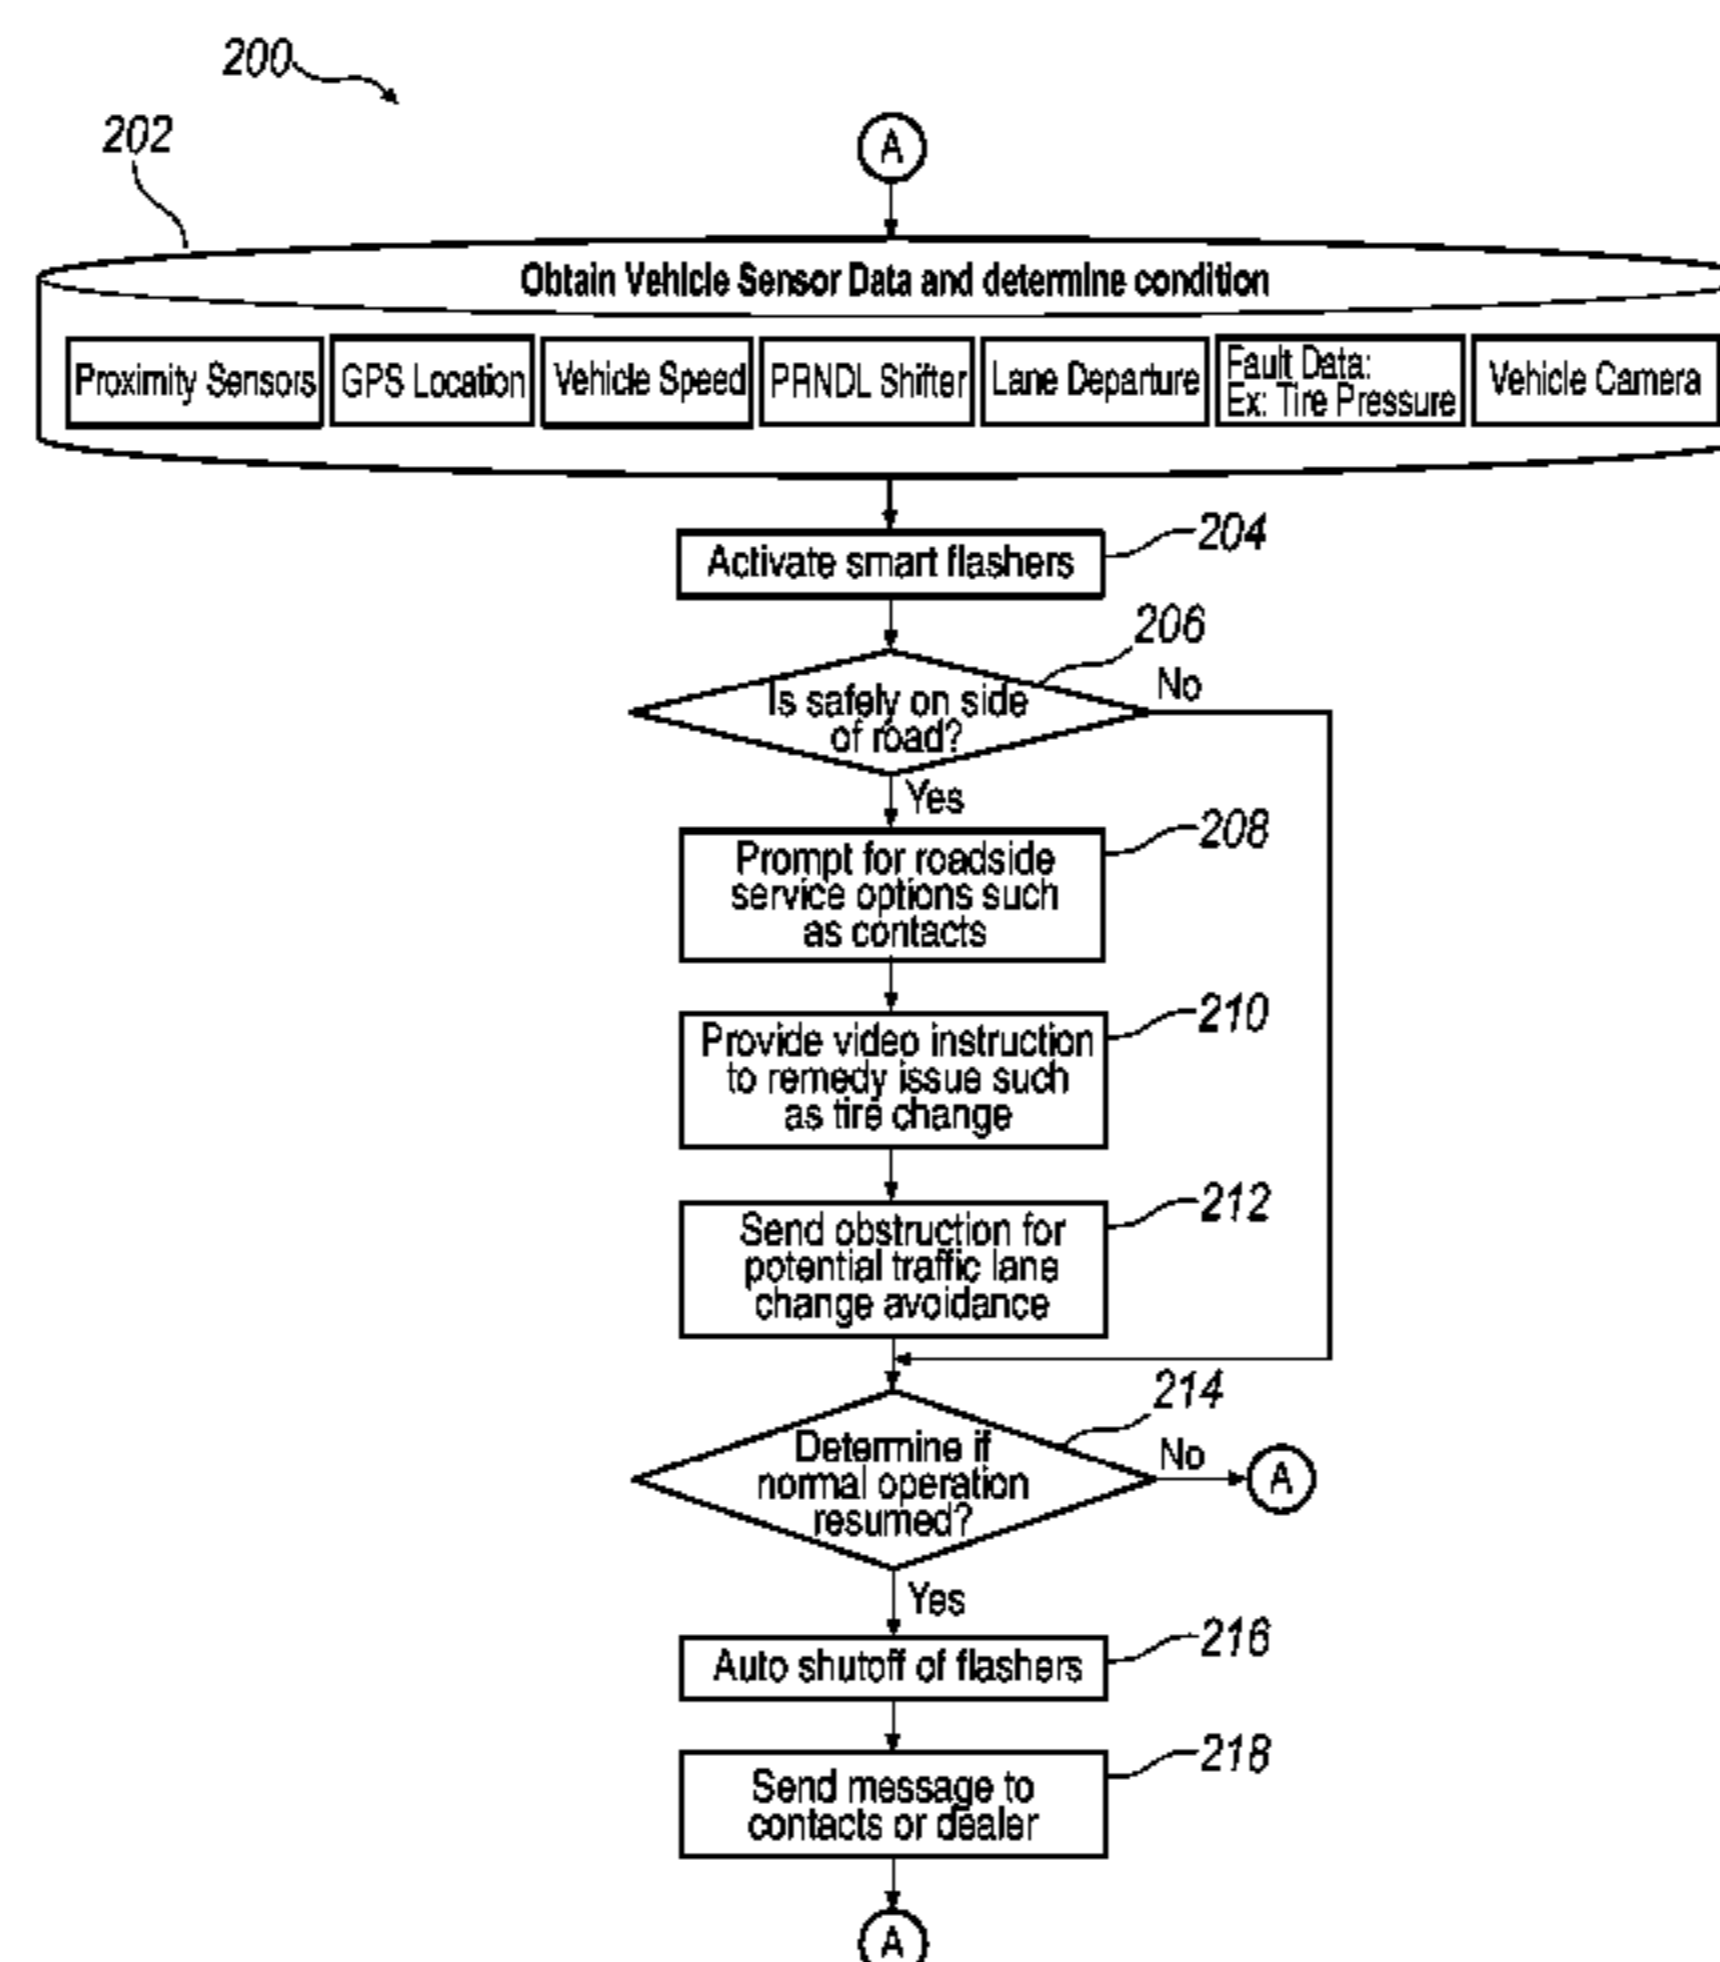 200
202
A
Obtain Vehicle Sensor Data and determine condition
Proximity Sensors
GPS Location
Vehicle Speed
PRNDL Shifter
Lane Departure
Fault Data:
Ex: Tire Pressure
Vehicle Camera
Activate smart flashers
204
206
Is safely on side
of road?
No
Yes
208
Prompt for roadside
service options such
as contacts
210
Provide video instruction
to remedy issue such
as tire change
212
Send obstruction for
potential traffic lane
change avoidance
214
Determine if
normal operation
resumed?
No
A
Yes
216
Auto shutoff of flashers
218
Send message to
contacts or dealer
A